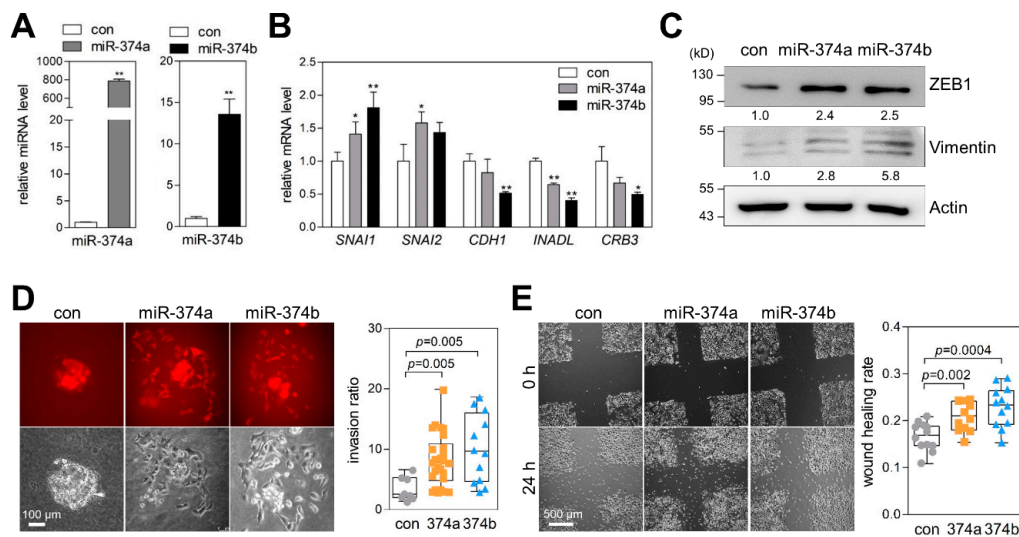 A
con
miR-374a
con
miR-374b
relative miRNA level
1000
800
600
400
200
20
15
10
5
0
**
miR-374a
20
15
10
5
0
**
miR-374b
B
con
miR-374a
miR-374b
relative mRNA level
2.5
2.0
1.5
1.0
0.5
0.0
* ** * ** ** ** *
SNAI1 SNAI2 CDH1 INADL CRB3
C
(kD) con miR-374a miR-374b
130
95
ZEB1
1.0 2.4 2.5
55
Vimentin
1.0 2.8 5.8
55
43
Actin
D
con miR-374a miR-374b
100 µm
invasion ratio
30
20
10
0
p=0.005
p=0.005
con 374a 374b
E
con miR-374a miR-374b
0 h
24 h
500 µm
wound healing rate
0.4
0.3
0.2
0.1
0.0
p=0.0004
p=0.002
con 374a 374b